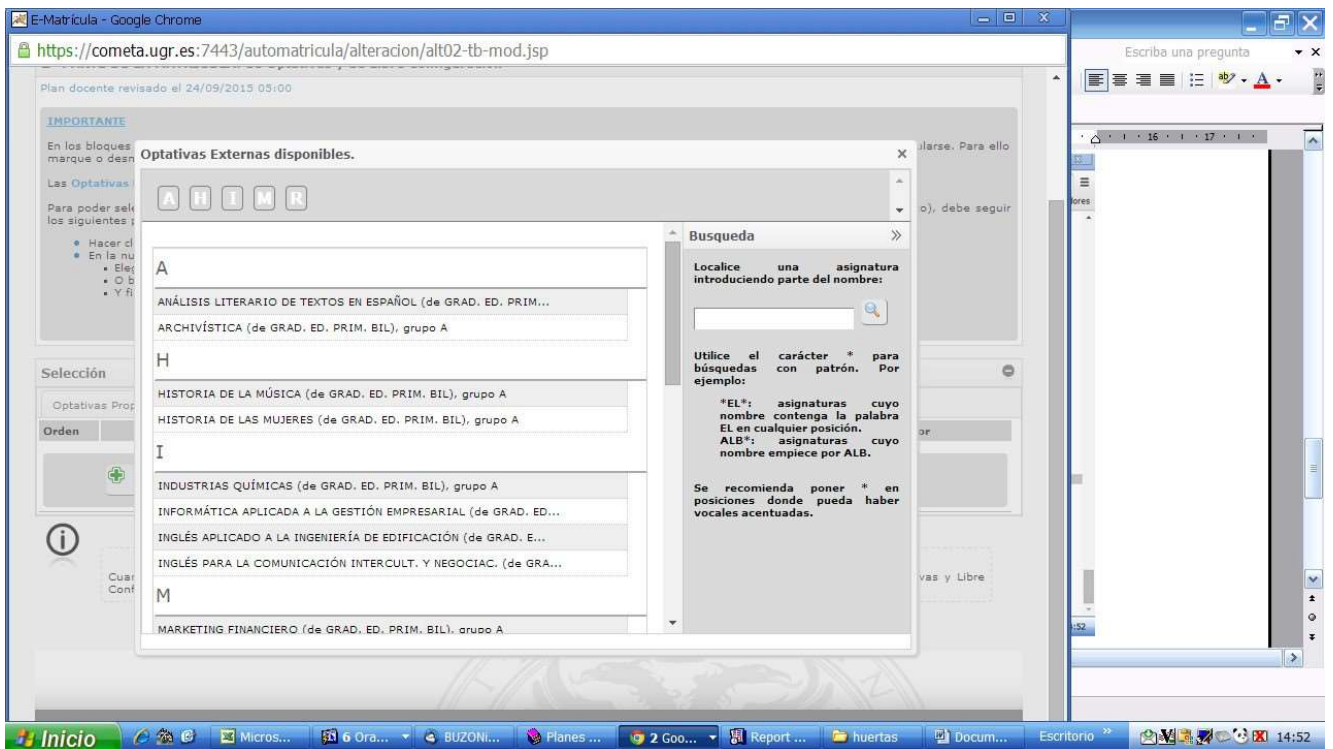 E-Matrícula - Google Chrome
https://cometa.ugr.es:7443/automatricula/alteracion/alt02-tb-mod.jsp
Plan docente revisado el 24/09/2015 05:00
IMPORTANTE
En los bloques
ularse. Para ello
marque o desm
Las Optativas
Para poder sele
o), debe seguir
los siguientes p
Hacer cl
En la nu
Eleg
O b
Y fi
Optativas Externas disponibles.
A H I M R
A
ANÁLISIS LITERARIO DE TEXTOS EN ESPAÑOL (de GRAD. ED. PRIM...
ARCHIVÍSTICA (de GRAD. ED. PRIM. BIL), grupo A
H
HISTORIA DE LA MÚSICA (de GRAD. ED. PRIM. BIL), grupo A
HISTORIA DE LAS MUJERES (de GRAD. ED. PRIM. BIL), grupo A
I
INDUSTRIAS QUÍMICAS (de GRAD. ED. PRIM. BIL), grupo A
INFORMÁTICA APLICADA A LA GESTIÓN EMPRESARIAL (de GRAD. ED...
INGLÉS APLICADO A LA INGENIERÍA DE EDIFICACIÓN (de GRAD. E...
INGLÉS PARA LA COMUNICACIÓN INTERCULT. Y NEGOCIAC. (de GRA...
M
MARKETING FINANCIERO (de GRAD. ED. PRIM. BIL), grupo A
Busqueda
Localice una asignatura
introduciendo parte del nombre:
Utilice el carácter * para
búsquedas con patrón. Por
ejemplo:
*EL*: asignaturas cuyo
nombre contenga la palabra
EL en cualquier posición.
ALB*: asignaturas cuyo
nombre empiece por ALB.
Se recomienda poner * en
posiciones donde pueda haber
vocales acentuadas.
Selección
Optativas Prop
Orden
or
Cuan
vas y Libre
Conf
Escriba una pregunta
16 17
ores
:52
Inicio
Micros...
6 Ora...
BUZONi...
Planes ...
2 Goo...
Report ...
huertas
Docum...
Escritorio
14:52